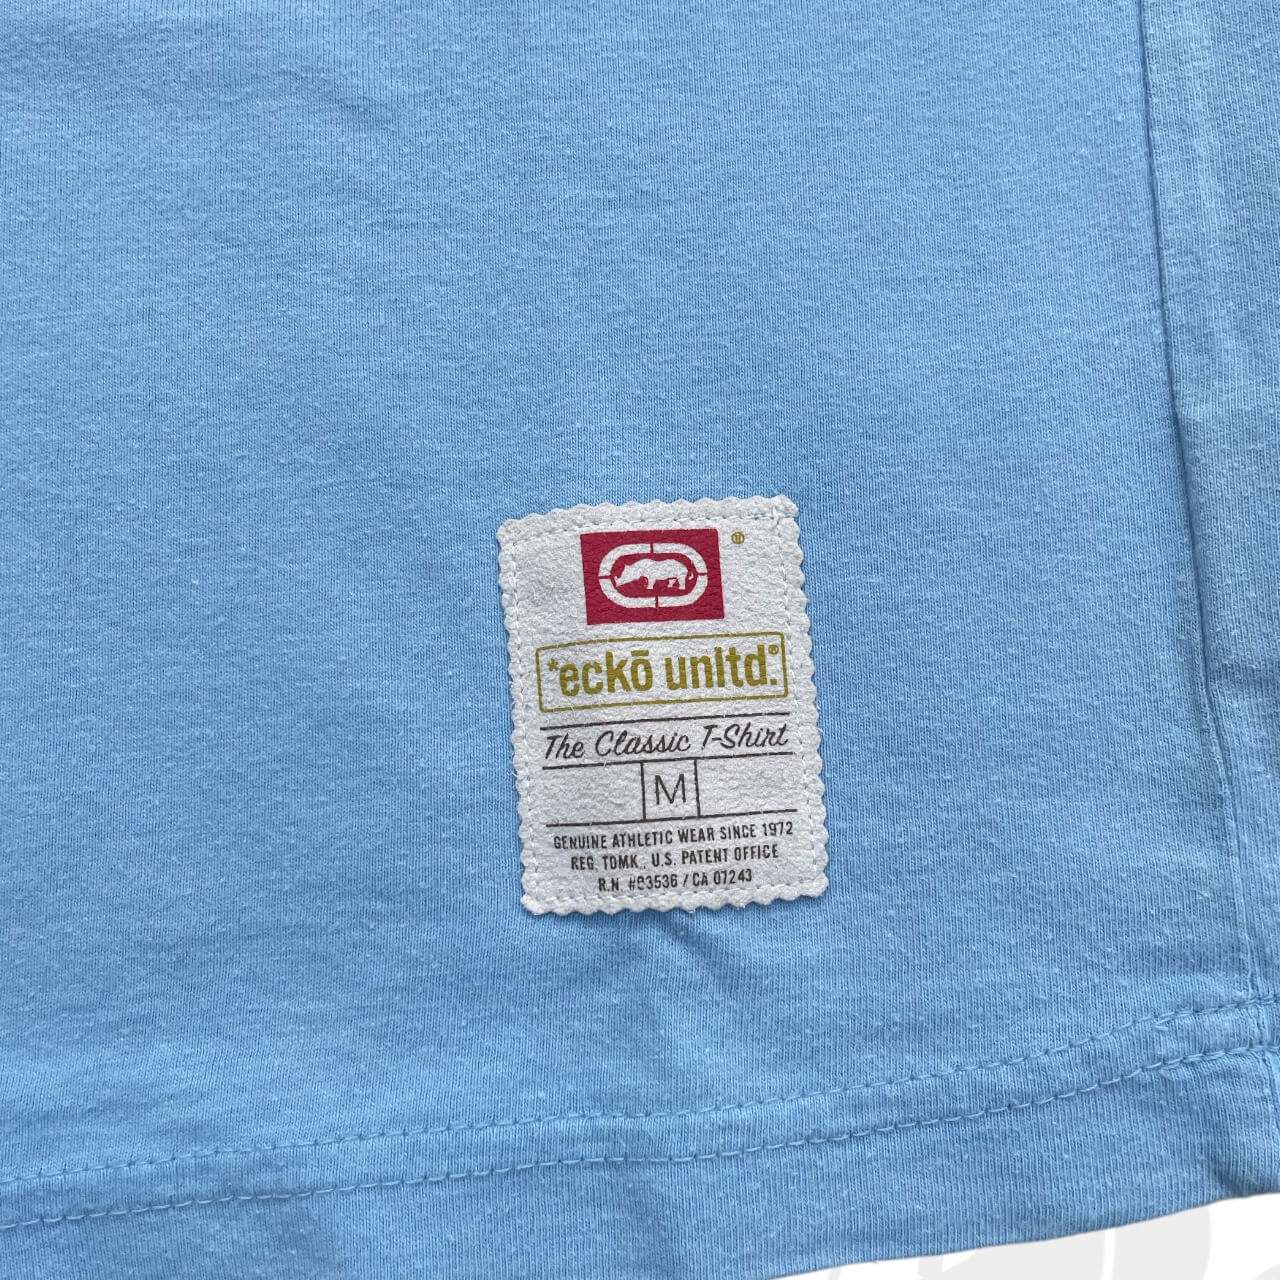 *eckō unltd.®
The Classic T-Shirt
M
GENUINE ATHLETIC WEAR SINCE 1972
REG. TDMK., U.S. PATENT OFFICE
R.N. #83536 / CA 07243